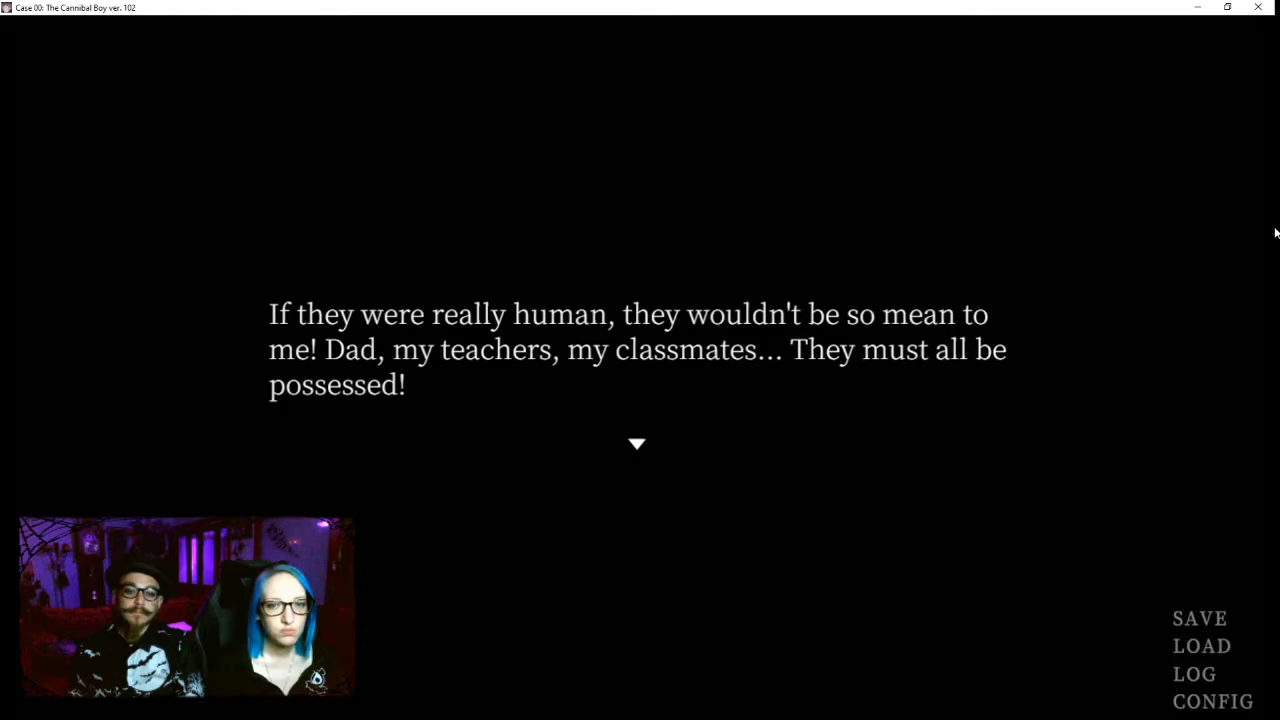 Case 00: The Cannibal Boy ver. 102
If they were really human, they wouldn't be so mean to
me! Dad, my teachers, my classmates... They must all be
possessed!
SAVE
LOAD
LOG
CONFIG